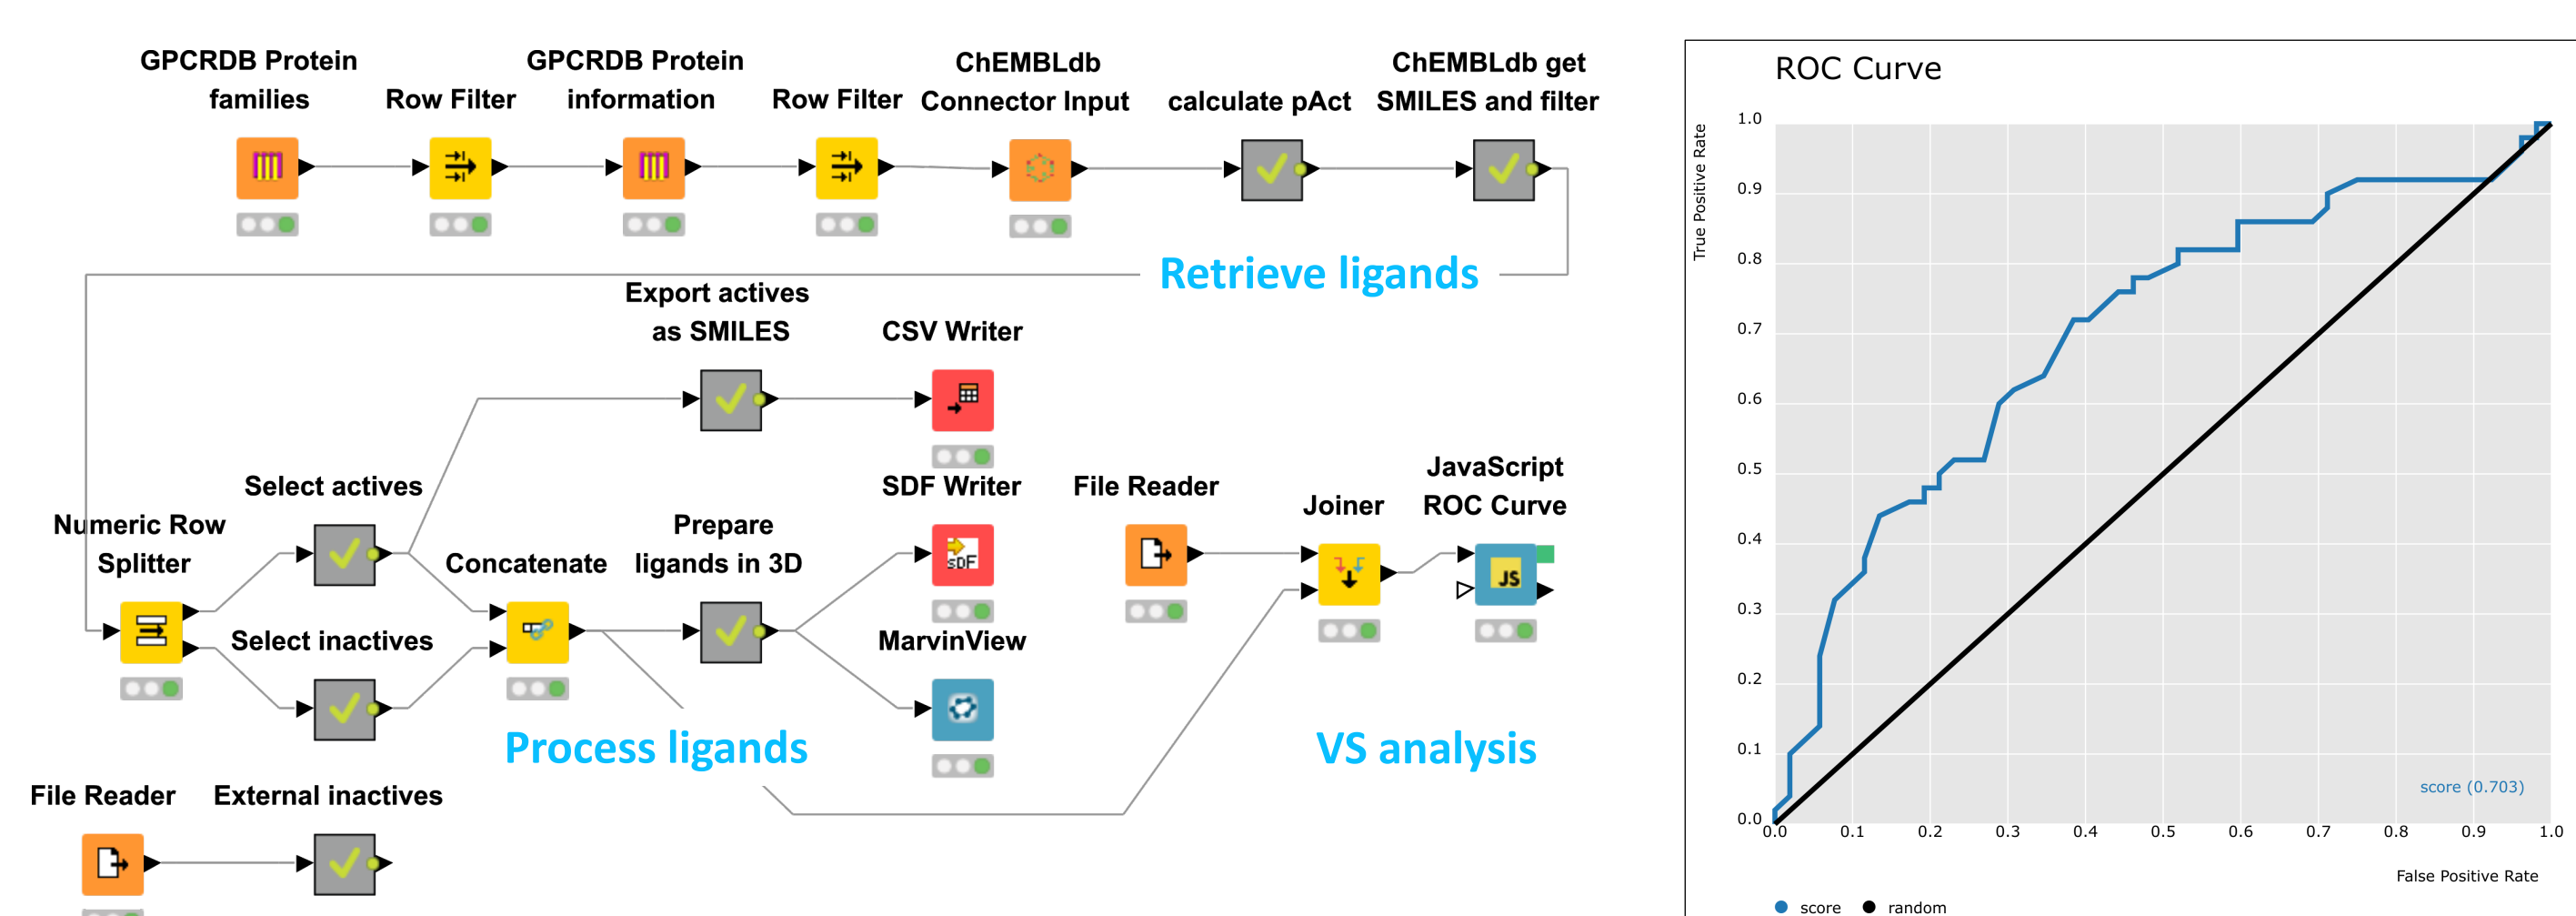 GPCRDB Protein
families
Row Filter
GPCRDB Protein
information
Row Filter
ChEMBLdb
Connector Input
calculate pAct
ChEMBLdb get
SMILES and filter
Retrieve ligands
Export actives
as SMILES
CSV Writer
Numeric Row
Splitter
Select actives
Select inactives
Concatenate
Prepare
ligands in 3D
SDF Writer
sDF
MarvinView
File Reader
Joiner
JavaScript
ROC Curve
JS
Process ligands
VS analysis
File Reader
External inactives
ROC Curve
True Positive Rate
1.0
0.9
0.8
0.7
0.6
0.5
0.4
0.3
0.2
0.1
0.0
score (0.703)
0.0 0.1 0.2 0.3 0.4 0.5 0.6 0.7 0.8 0.9 1.0
False Positive Rate
score random